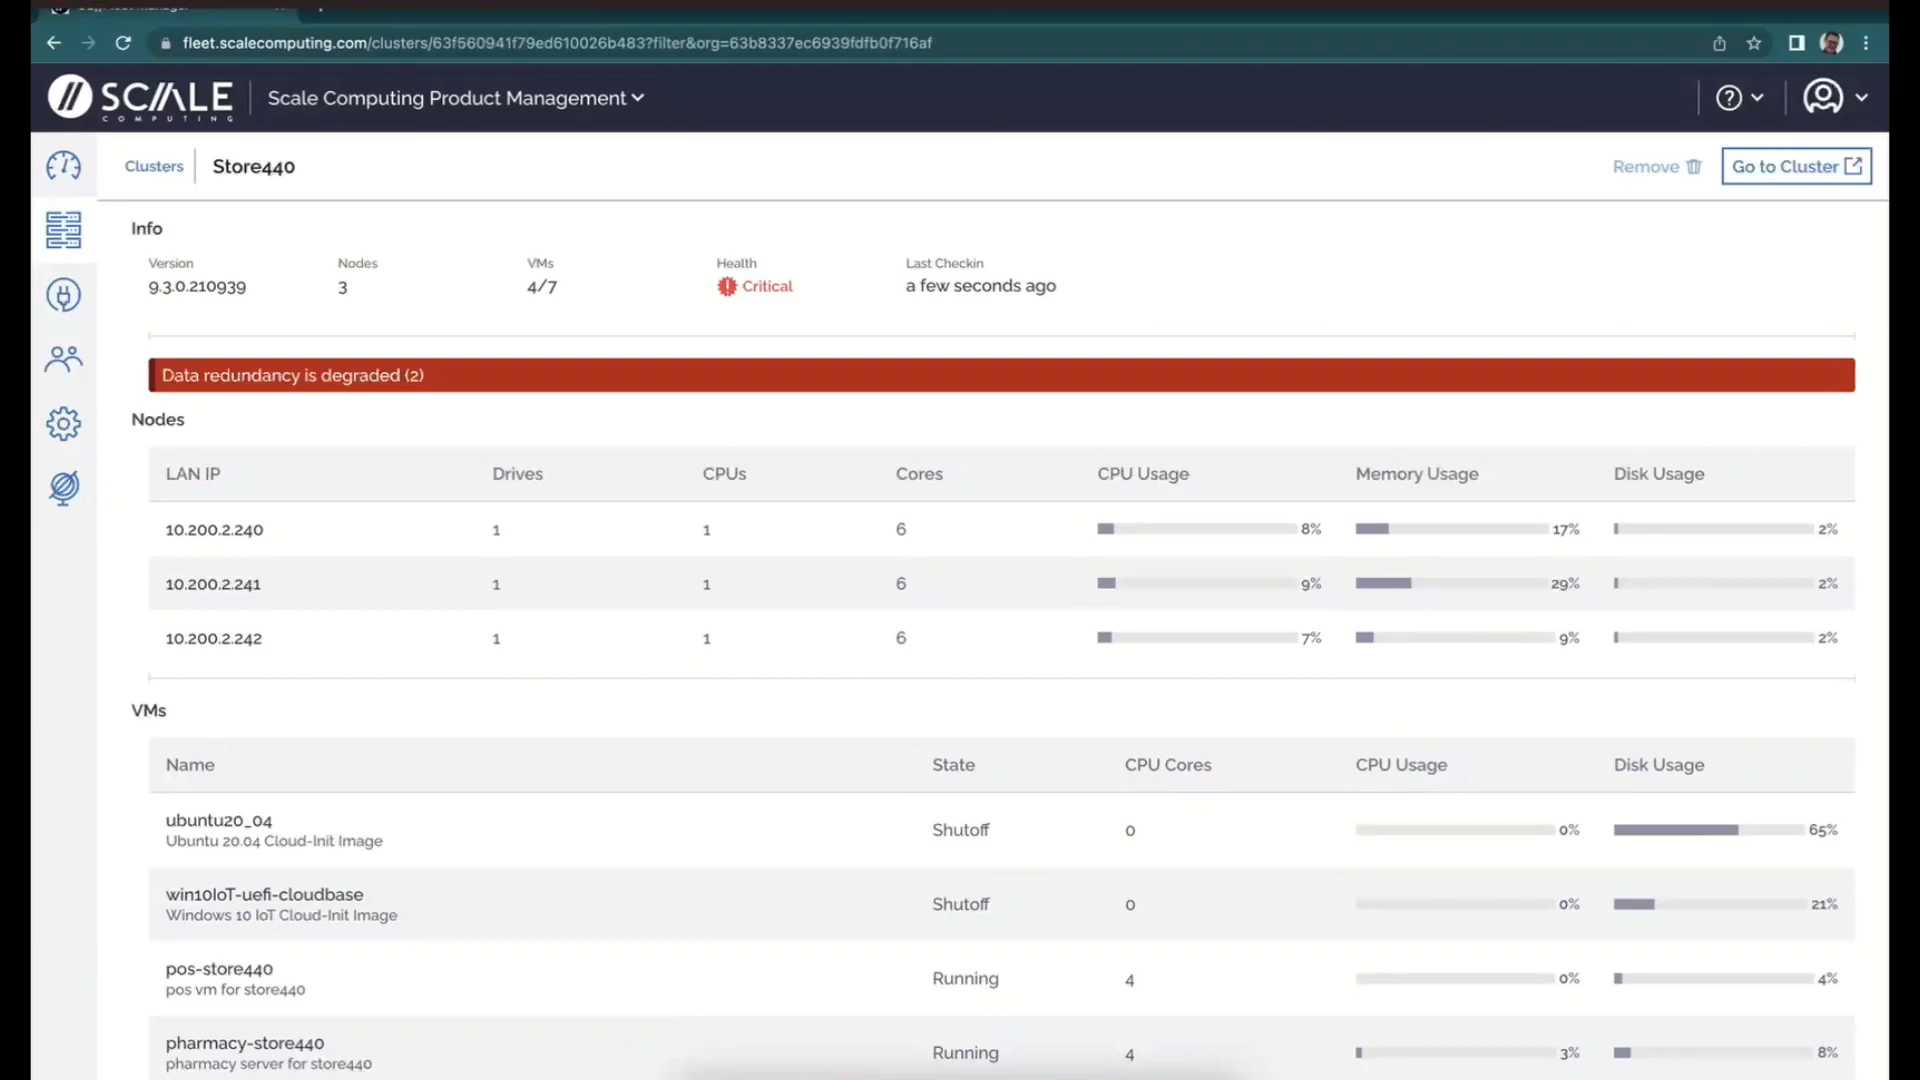 fleet.scalecomputing.com/clusters/63f560941f79ed610026b483?filter&org=63b8337ec6939fdfb0f716af
SCALE COMPUTING
Scale Computing Product Management
Clusters Store440 Remove Go to Cluster
Info
Version Nodes VMs Health Last Checkin
9.3.0.210939 3 4/7 Critical a few seconds ago
Data redundancy is degraded (2)
Nodes
LAN IP Drives CPUs Cores CPU Usage Memory Usage Disk Usage
10.200.2.240 1 1 6 8% 17% 2%
10.200.2.241 1 1 6 9% 29% 2%
10.200.2.242 1 1 6 7% 9% 2%
VMs
Name State CPU Cores CPU Usage Disk Usage
ubuntu20_04
Ubuntu 20.04 Cloud-Init Image
Shutoff 0 0% 65%
win10IoT-uefi-cloudbase
Windows 10 IoT Cloud-Init Image
Shutoff 0 0% 21%
pos-store440
pos vm for store440
Running 4 0% 4%
pharmacy-store440
pharmacy server for store440
Running 4 3% 8%